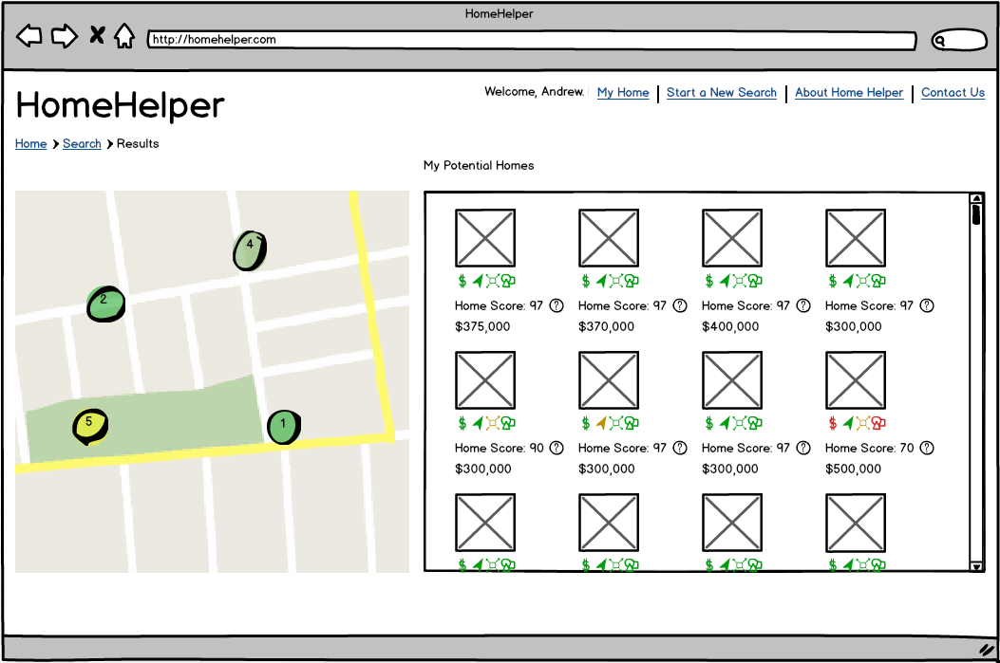 HomeHelper
http://homehelper.com
HomeHelper
Welcome, Andrew. My Home | Start a New Search | About Home Helper | Contact Us
Home > Search > Results
My Potential Homes
4
2
5
1
$ $ $ $
Home Score: 97 ? Home Score: 97 ? Home Score: 97 ? Home Score: 97 ?
$375,000 $370,000 $400,000 $300,000
$ $ $ $
Home Score: 90 ? Home Score: 97 ? Home Score: 97 ? Home Score: 70 ?
$300,000 $300,000 $300,000 $500,000
$ $ $ $